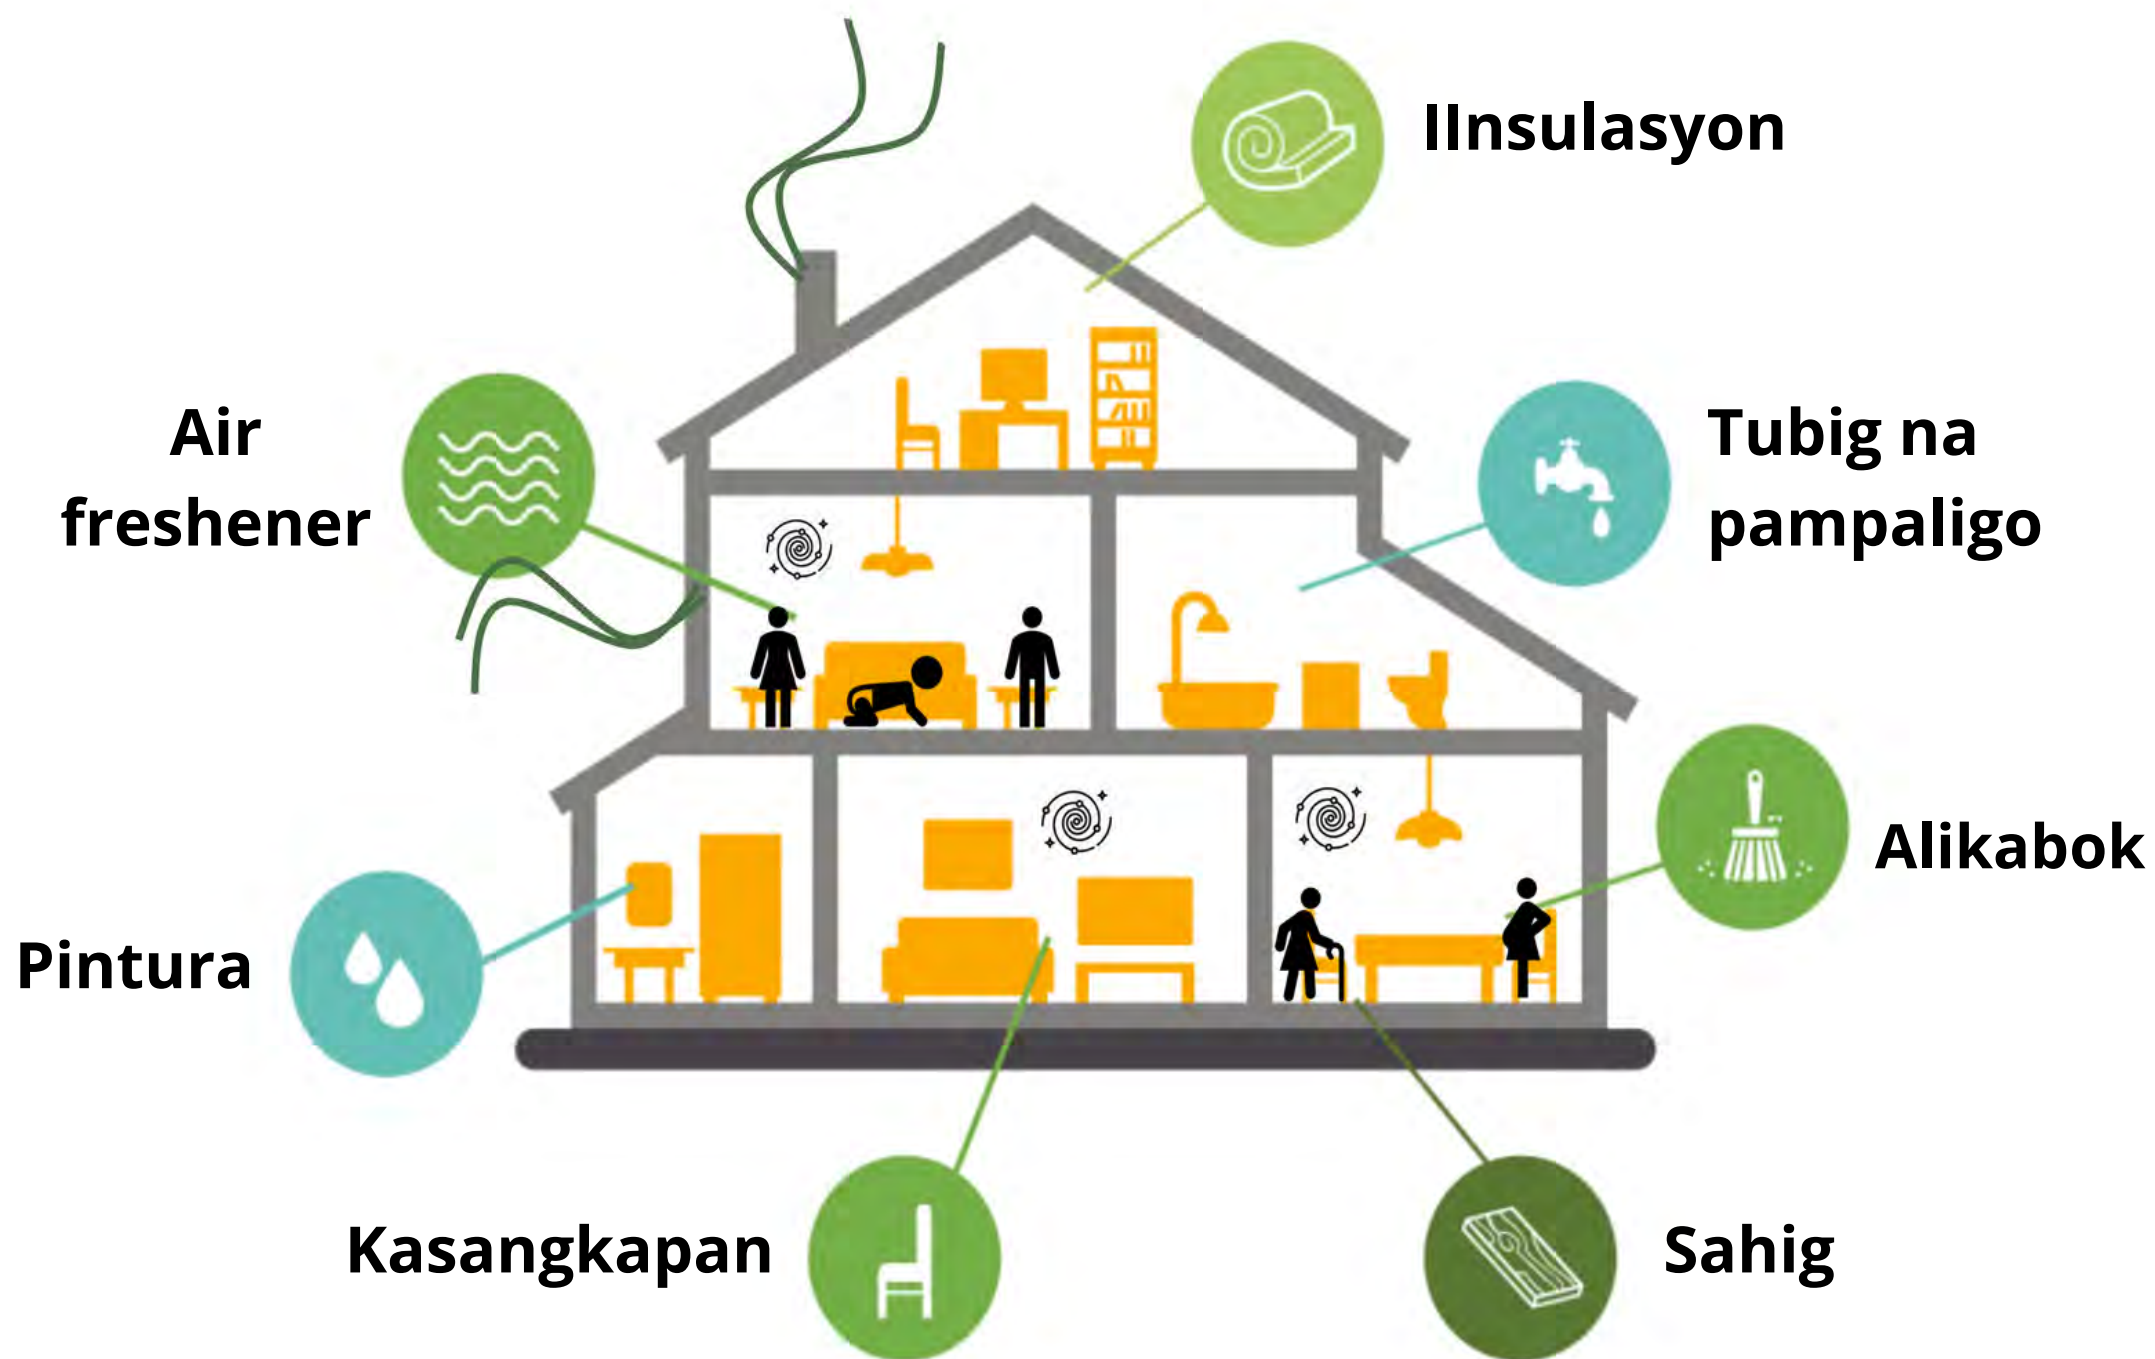 IInsulasyon
Air
freshener
Tubig na
pampaligo
Alikabok
Pintura
Kasangkapan
Sahig